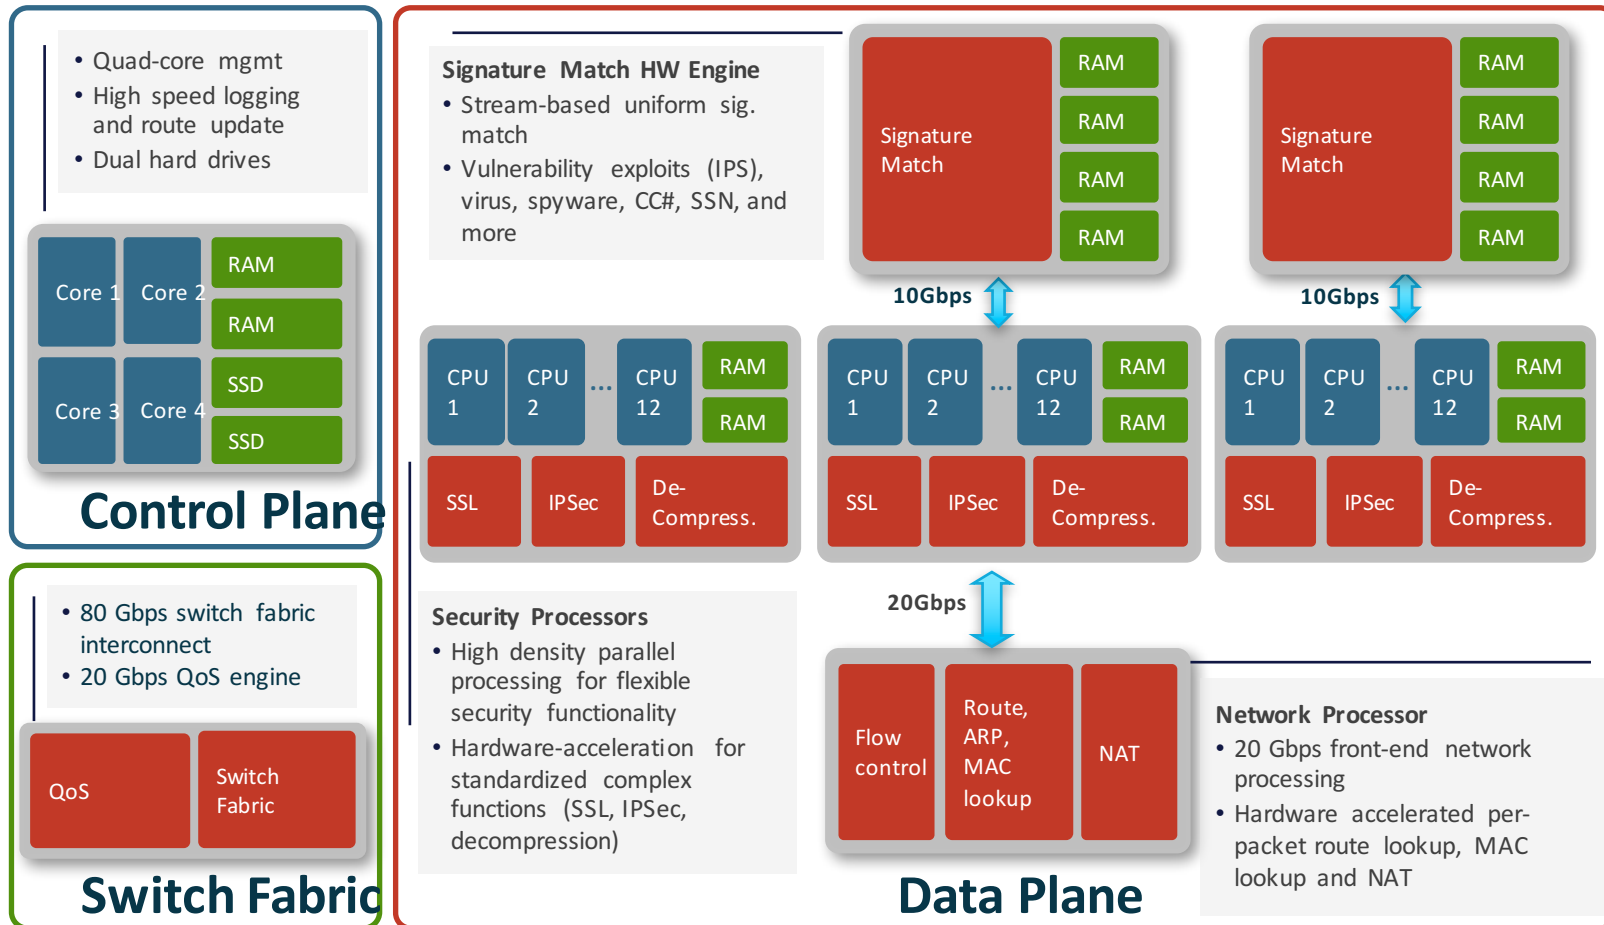 • Quad-core mgmt
• High speed logging
and route update
• Dual hard drives
Core 1
Core 2
RAM
RAM
Core 3
Core 4
SSD
SSD
Control Plane
• 80 Gbps switch fabric
interconnect
• 20 Gbps QoS engine
QoS
Switch
Fabric
Switch Fabric
Signature Match HW Engine
• Stream-based uniform sig.
match
• Vulnerability exploits (IPS),
virus, spyware, CC#, SSN, and
more
Signature
Match
RAM
RAM
RAM
RAM
Signature
Match
RAM
RAM
RAM
RAM
10Gbps
10Gbps
CPU
1
CPU
2
...
CPU
12
RAM
RAM
SSL
IPSec
De-
Compress.
CPU
1
CPU
2
...
CPU
12
RAM
RAM
SSL
IPSec
De-
Compress.
CPU
1
CPU
2
...
CPU
12
RAM
RAM
SSL
IPSec
De-
Compress.
Security Processors
• High density parallel
processing for flexible
security functionality
• Hardware-acceleration for
standardized complex
functions (SSL, IPSec,
decompression)
20Gbps
Flow
control
Route,
ARP,
MAC
lookup
NAT
Network Processor
• 20 Gbps front-end network
processing
• Hardware accelerated per-
packet route lookup, MAC
lookup and NAT
Data Plane